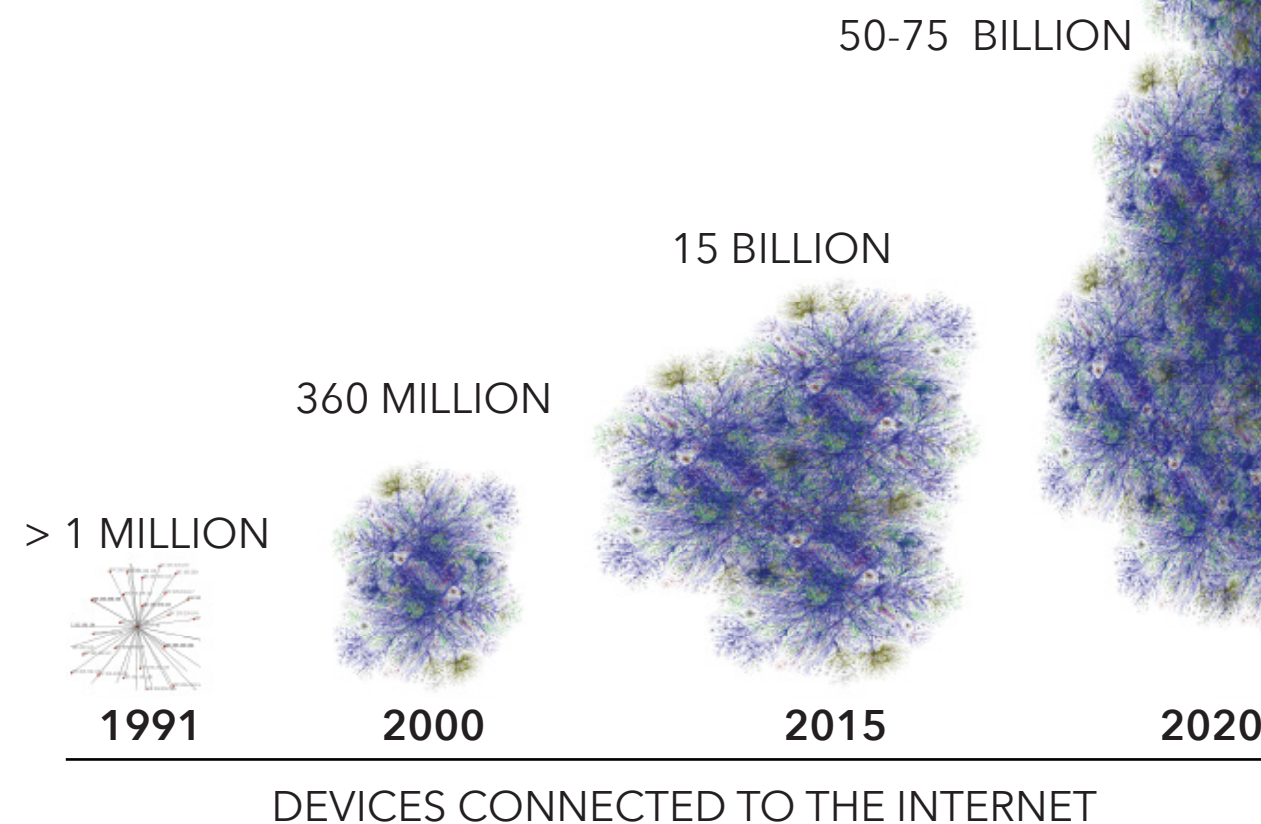 50-75 BILLION
15 BILLION
360 MILLION
> 1 MILLION
1991
2000
2015
2020
DEVICES CONNECTED TO THE INTERNET